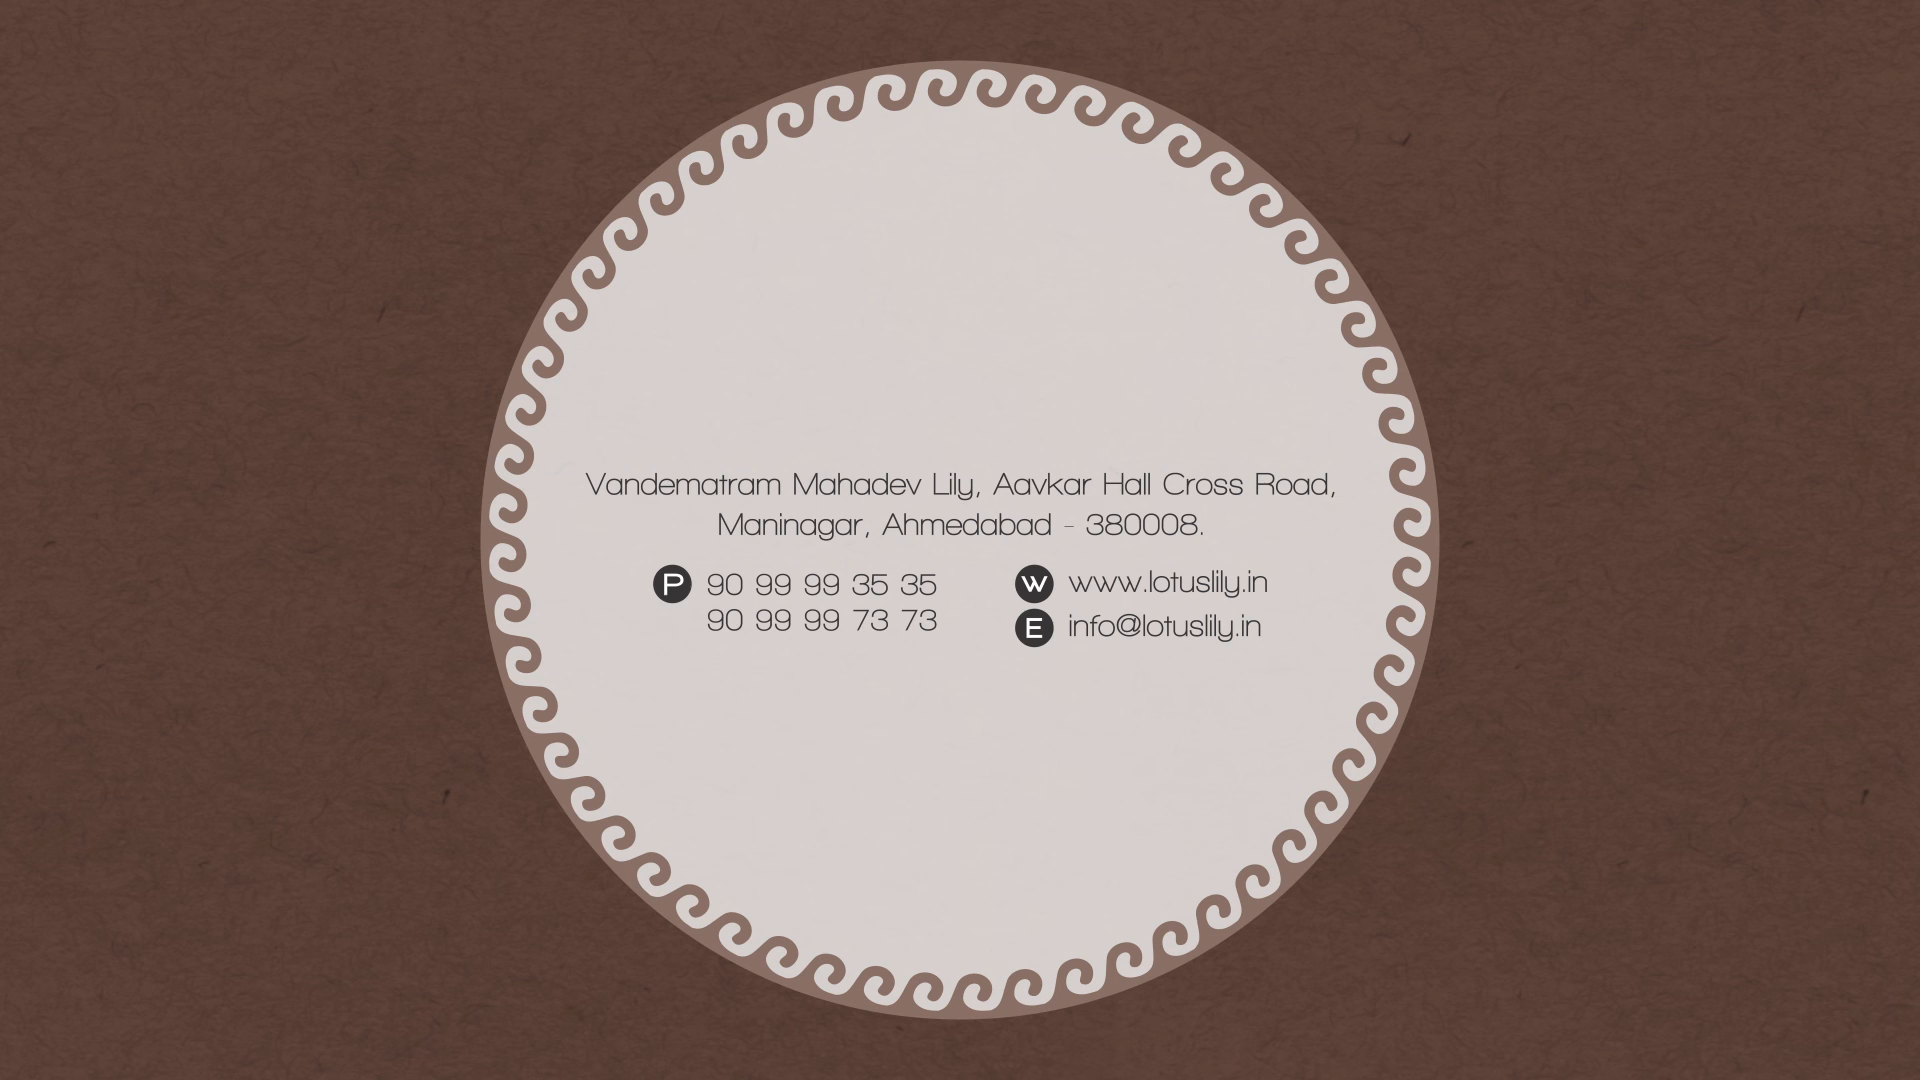 Vandematram Mahadev Lily, Aavkar Hall Cross Road,
Maninagar, Ahmedabad - 380008.
P 90 99 99 35 35
90 99 99 73 73
W www.lotuslily.in
E info@lotuslily.in